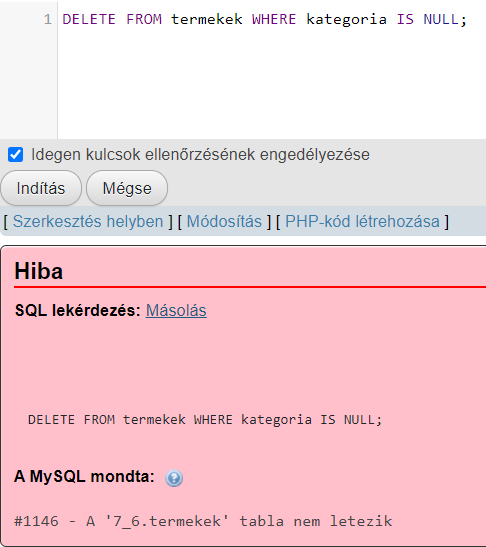 1 DELETE FROM termekek WHERE kategoria IS NULL;
Idegen kulcsok ellenőrzésének engedélyezése
Indítás Mégse
[ Szerkesztés helyben ] [ Módosítás ] [ PHP-kód létrehozása ]
Hiba
SQL lekérdezés: Másolás
DELETE FROM termekek WHERE kategoria IS NULL;
A MySQL mondta: ?
#1146 - A '7_6.termekek' tabla nem letezik